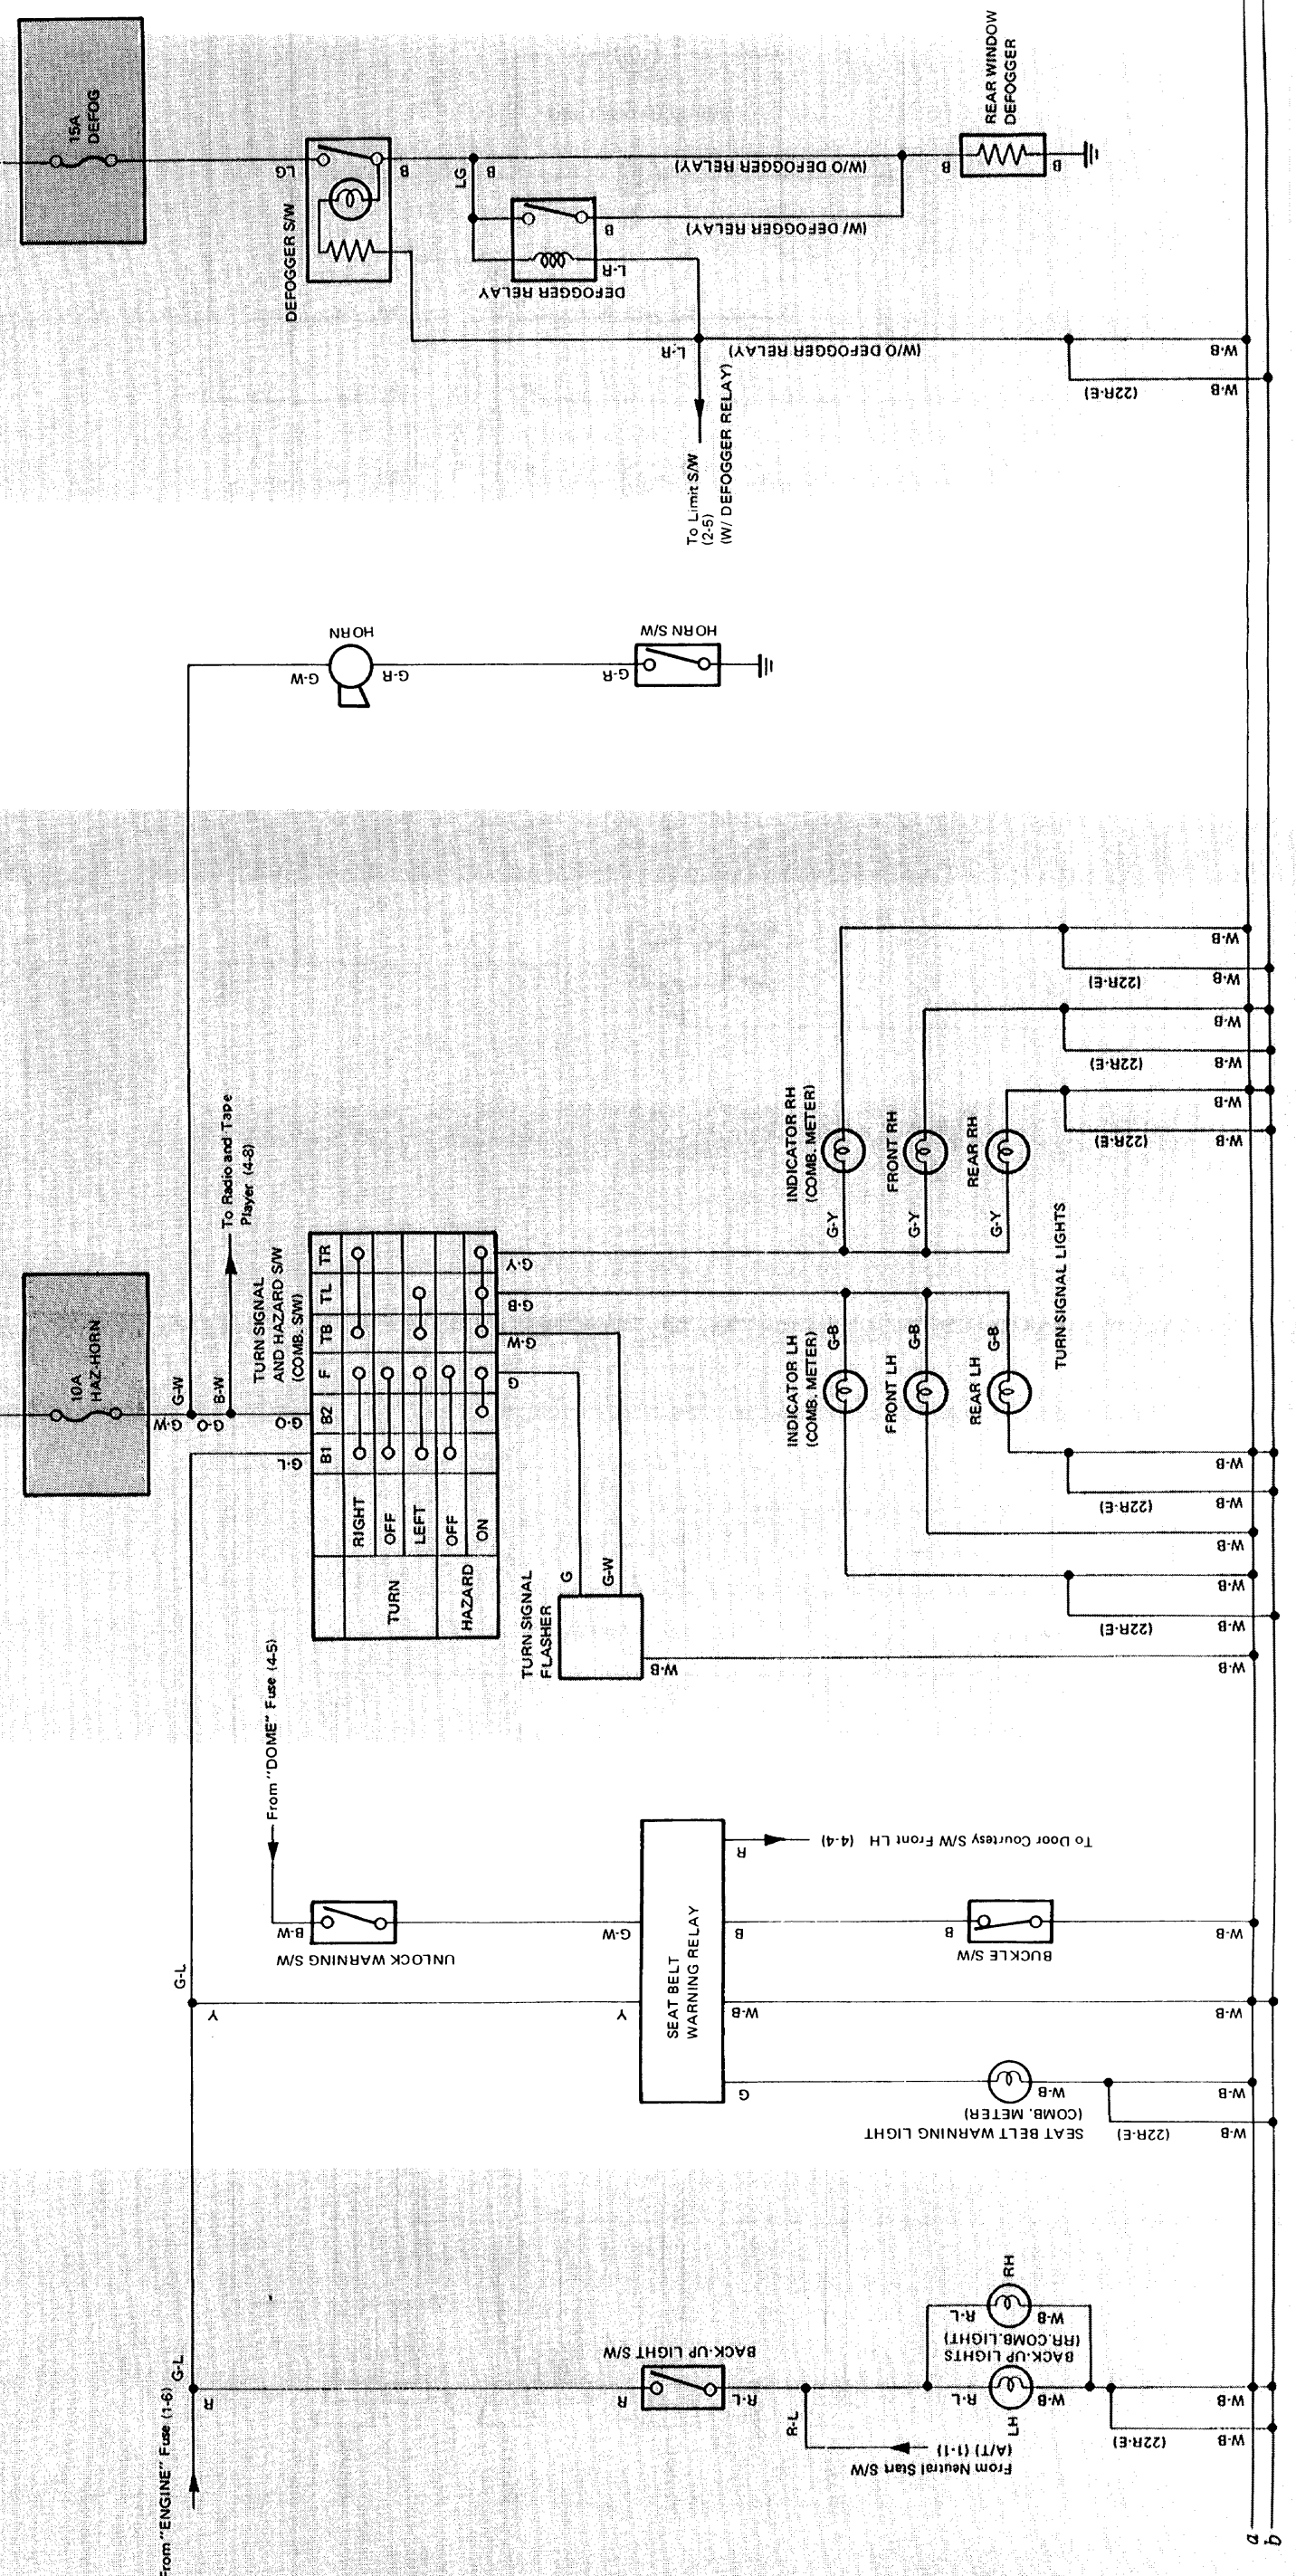 15A
DEFOG
LG
DEFOGGER S/W
B
LG
B
(W/O DEFOGGER RELAY)
B
REAR WINDOW
DEFOGGER
B
B
(W/ DEFOGGER RELAY)
L-R
DEFOGGER RELAY
L-R
(W/O DEFOGGER RELAY)
W-B
(22R-E)
W-B
To Limit S/W
(2-5)
(W/ DEFOGGER RELAY)
HORN
G-W
G-R
HORN S/W
G-R
10A
HAZ-HORN
G-W
G-W
G-O
B-W
To Radio and Tape
Player (4-8)
TURN SIGNAL
AND HAZARD S/W
(COMB. S/W)
G-O
G-L
B1
B2
F
TB
TL
TR
TURN
RIGHT
OFF
LEFT
HAZARD
OFF
ON
G-Y
G-B
G-W
G
TURN SIGNAL
FLASHER
G
G-W
W-B
W-B
INDICATOR RH
(COMB. METER)
G-Y
FRONT RH
G-Y
REAR RH
G-Y
W-B
(22R-E)
W-B
W-B
(22R-E)
W-B
W-B
(22R-E)
W-B
TURN SIGNAL LIGHTS
INDICATOR LH
(COMB. METER)
G-B
FRONT LH
G-B
REAR LH
G-B
W-B
(22R-E)
W-B
W-B
W-B
(22R-E)
W-B
From "DOME" Fuse (4-5)
B-W
UNLOCK WARNING S/W
G-W
G-L
Y
Y
SEAT BELT
WARNING RELAY
R
To Door Courtesy S/W Front LH (4-4)
B
B
BUCKLE S/W
W-B
W-B
W-B
G
W-B
SEAT BELT WARNING LIGHT
(COMB. METER)
W-B
(22R-E)
W-B
From "ENGINE" Fuse (1-6)
G-L
R
R
BACK-UP LIGHT S/W
R-L
R-L
From Neutral Start S/W
(A/T) (1-1)
R-L
RH
W-B
BACK-UP LIGHTS
(RR.COMB.LIGHT)
R-L
LH
W-B
W-B
(22R-E)
W-B
a
b